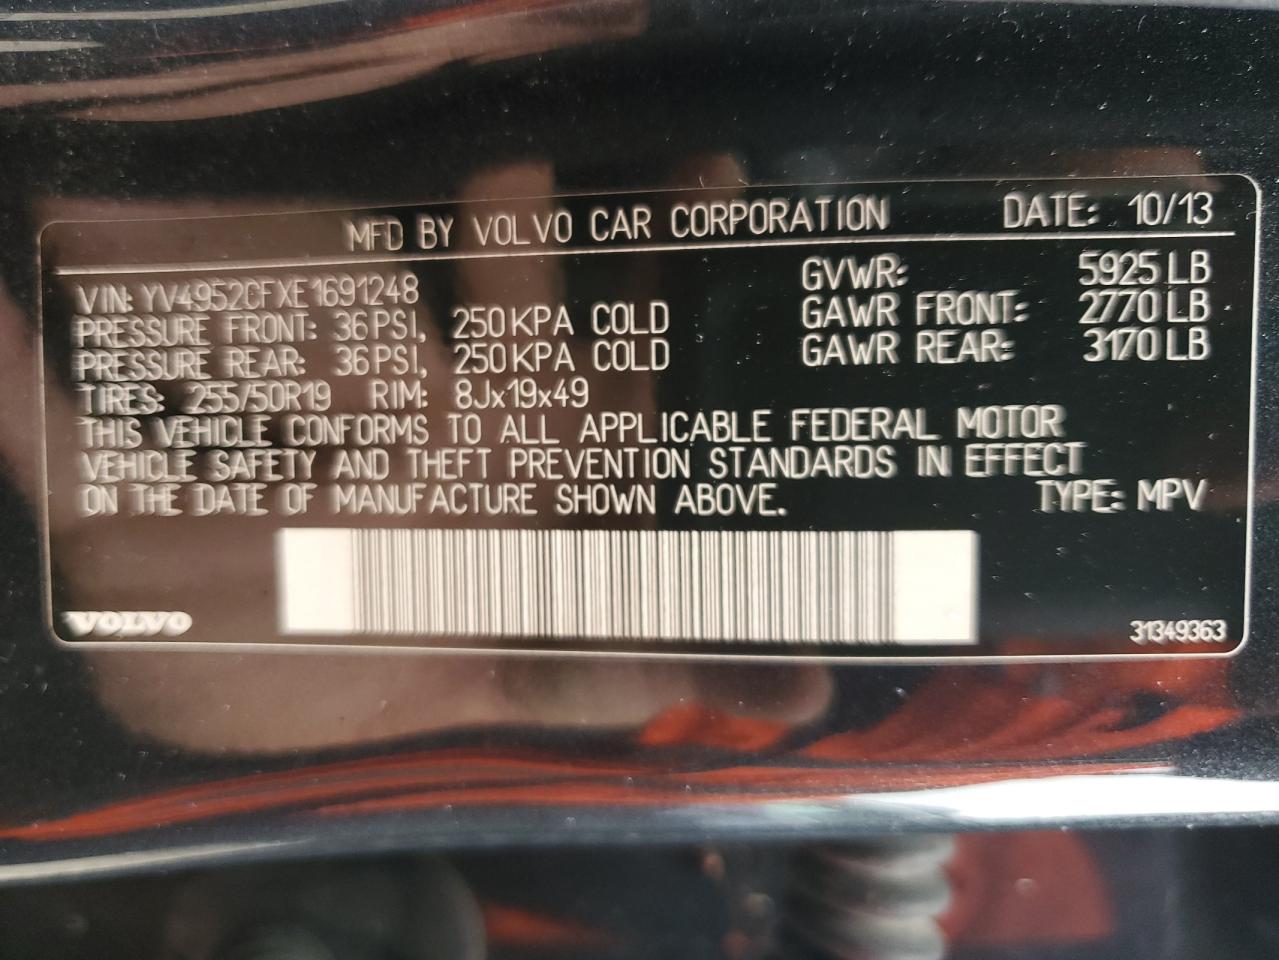 MFD BY VOLVO CAR CORPORATION DATE: 10/13
VIN: YV4952CFXE1691248 GVWR: 5925 LB
PRESSURE FRONT: 36 PSI, 250 KPA COLD GAWR FRONT: 2770 LB
PRESSURE REAR: 36 PSI, 250 KPA COLD GAWR REAR: 3170 LB
TIRES: 255/50R19 RIM: 8Jx19x49
THIS VEHICLE CONFORMS TO ALL APPLICABLE FEDERAL MOTOR
VEHICLE SAFETY AND THEFT PREVENTION STANDARDS IN EFFECT
ON THE DATE OF MANUFACTURE SHOWN ABOVE. TYPE: MPV
VOLVO 31349363